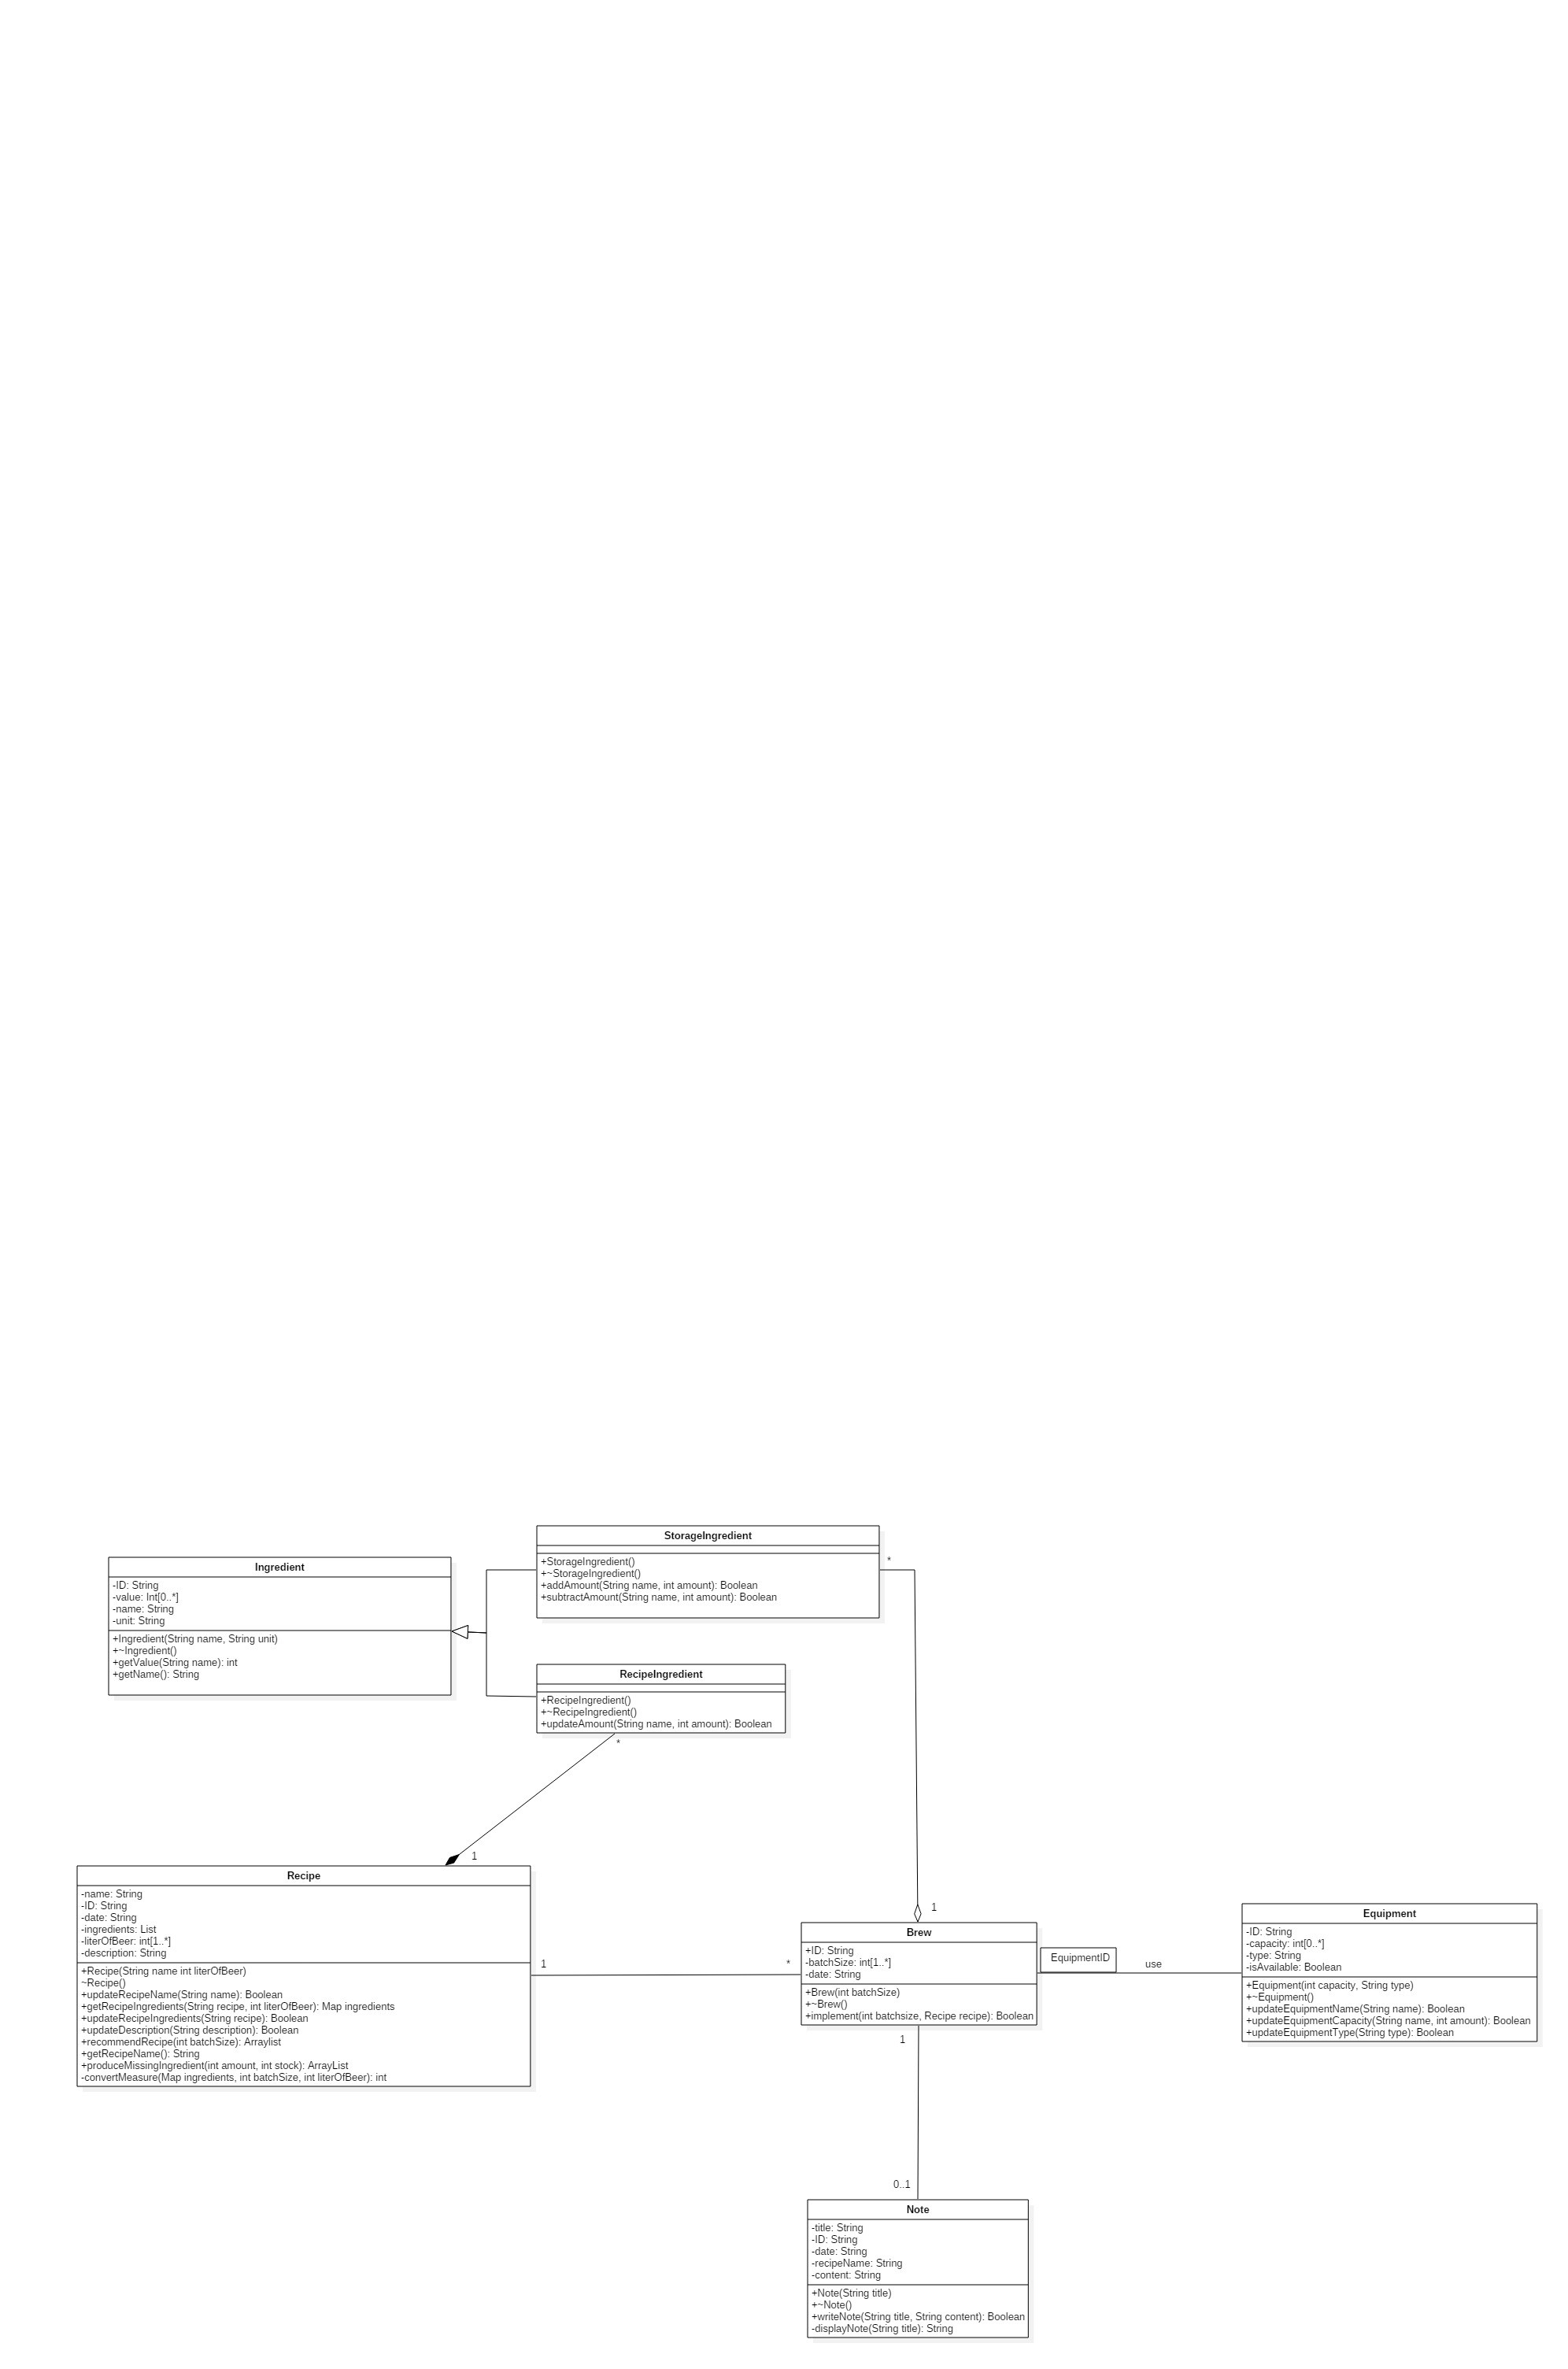 StorageIngredient
+StorageIngredient()
+~StorageIngredient()
+addAmount(String name, int amount): Boolean
+subtractAmount(String name, int amount): Boolean
*
Ingredient
-ID: String
-value: Int[0..*]
-name: String
-unit: String
+Ingredient(String name, String unit)
+~Ingredient()
+getValue(String name): int
+getName(): String
RecipeIngredient
+RecipeIngredient()
+~RecipeIngredient()
+updateAmount(String name, int amount): Boolean
*
1
Recipe
-name: String
-ID: String
-date: String
-ingredients: List
-literOfBeer: int[1..*]
-description: String
+Recipe(String name int literOfBeer)
~Recipe()
+updateRecipeName(String name): Boolean
+getRecipeIngredients(String recipe, int literOfBeer): Map ingredients
+updateRecipeIngredients(String recipe): Boolean
+updateDescription(String description): Boolean
+recommendRecipe(int batchSize): Arraylist
+getRecipeName(): String
+produceMissingIngredient(int amount, int stock): ArrayList
-convertMeasure(Map ingredients, int batchSize, int literOfBeer): int
1
*
1
Brew
+ID: String
-batchSize: int[1..*]
-date: String
+Brew(int batchSize)
+~Brew()
+implement(int batchsize, Recipe recipe): Boolean
EquipmentID
use
Equipment
-ID: String
-capacity: int[0..*]
-type: String
-isAvailable: Boolean
+Equipment(int capacity, String type)
+~Equipment()
+updateEquipmentName(String name): Boolean
+updateEquipmentCapacity(String name, int amount): Boolean
+updateEquipmentType(String type): Boolean
1
0..1
Note
-title: String
-ID: String
-date: String
-recipeName: String
-content: String
+Note(String title)
+~Note()
+writeNote(String title, String content): Boolean
-displayNote(String title): String